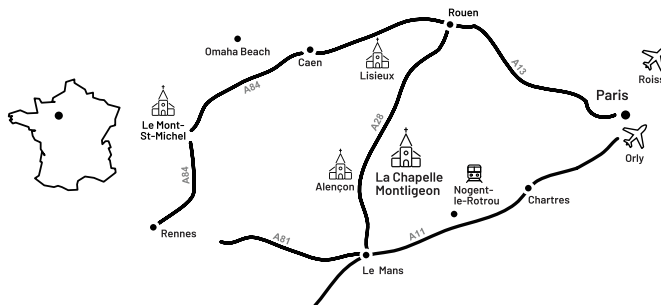 Rouen
Omaha Beach
Caen
Lisieux
A13
Roiss
A84
Paris
Le Mont-
St-Michel
A28
Orly
La Chapelle
Montligeon
Alençon
Nogent-
le-Rotrou
A84
Chartres
Rennes
A81
A11
Le Mans